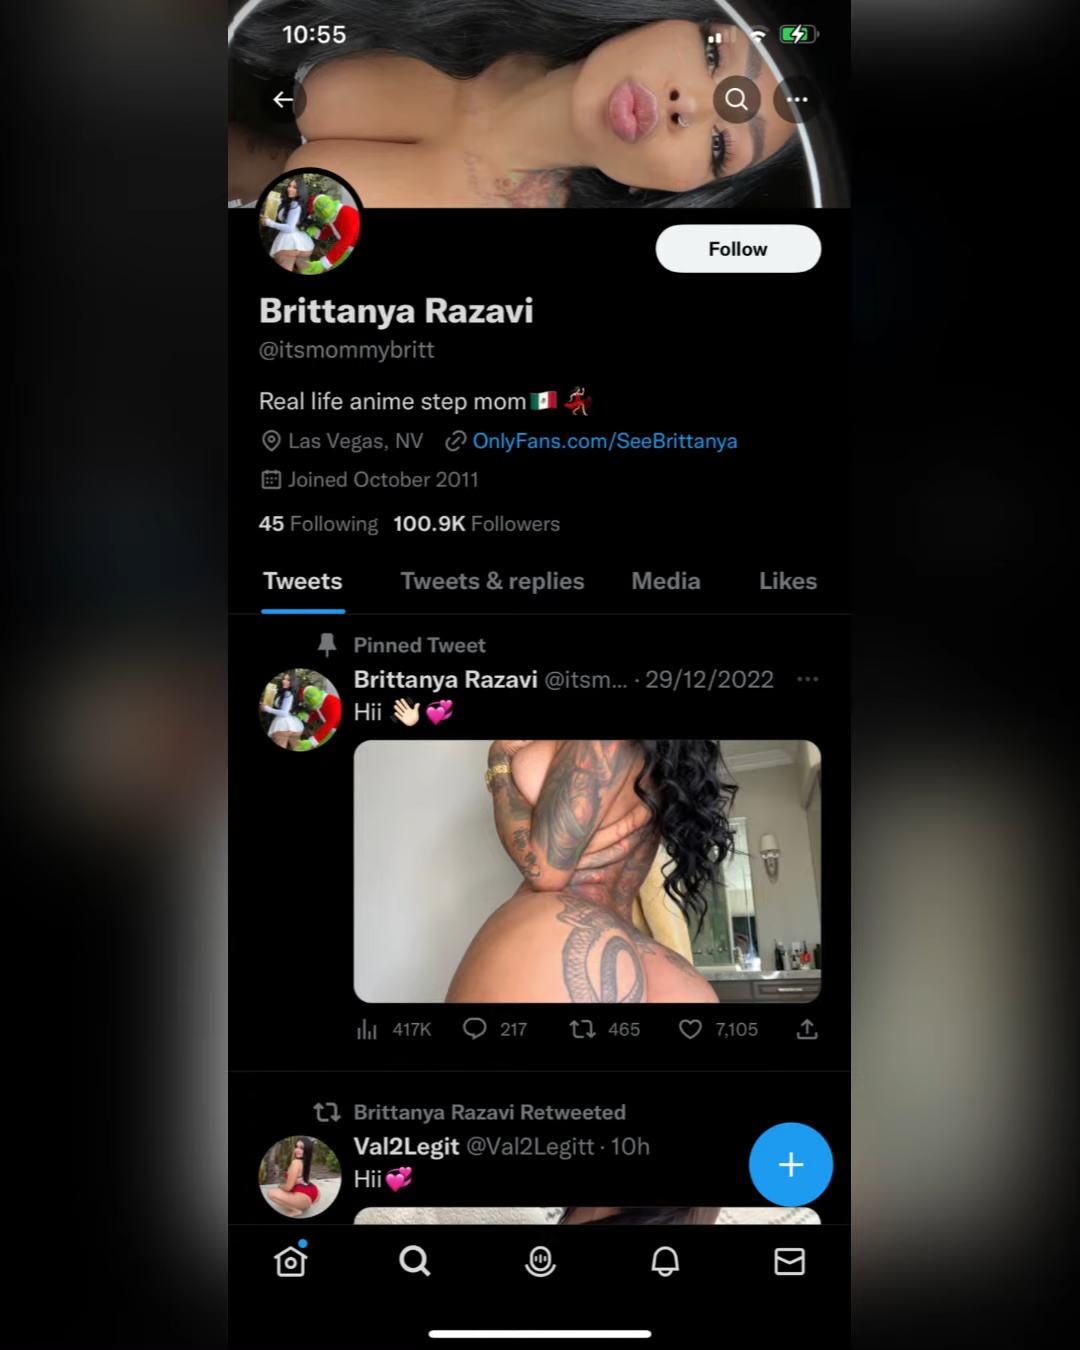 10:55
Follow
Brittanya Razavi
@itsmommybritt
Real life anime step mom🇲🇽💃
Las Vegas, NV OnlyFans.com/SeeBrittanya
Joined October 2011
45 Following 100.9K Followers
Tweets Tweets & replies Media Likes
Pinned Tweet
Brittanya Razavi @itsm... · 29/12/2022
Hii 👋🏻💞
417K 217 465 7,105
Brittanya Razavi Retweeted
Val2Legit @Val2Legitt · 10h
Hii💞